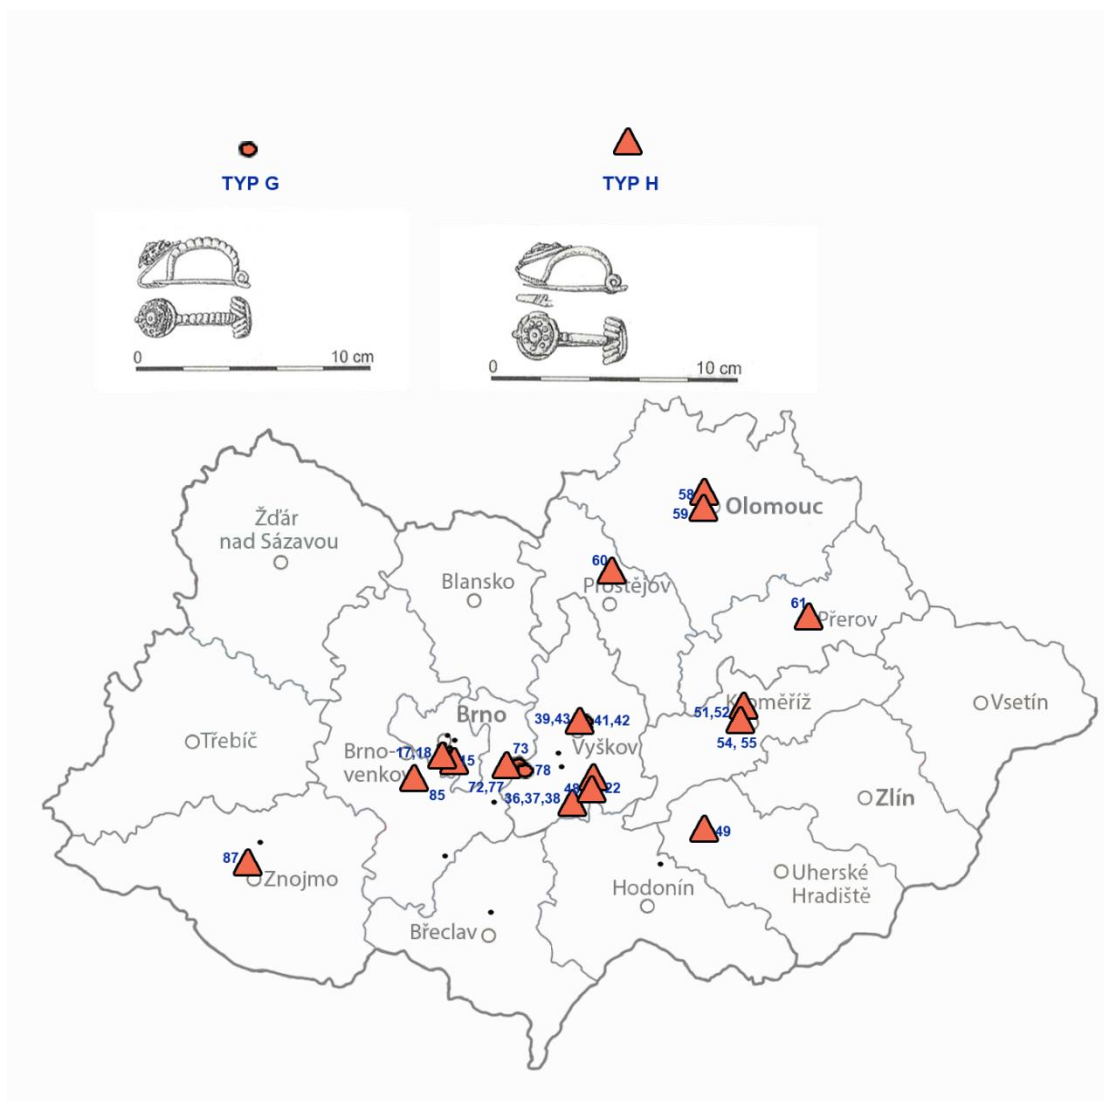 TYP G
TYP H
0
10 cm
0
10 cm
58
Olomouc
59
Žďár
nad Sázavou
60
Prostějov
Blansko
61
Přerov
Kroměříž
Vsetín
51,52
54, 55
Brno
39,43
41,42
Vyškov
Třebíč
Brno-
venkov
17,18
15
73
78
72,77
85
36,37,38
48
22
Zlín
49
87
Znojmo
Uherské
Hradiště
Hodonín
Břeclav